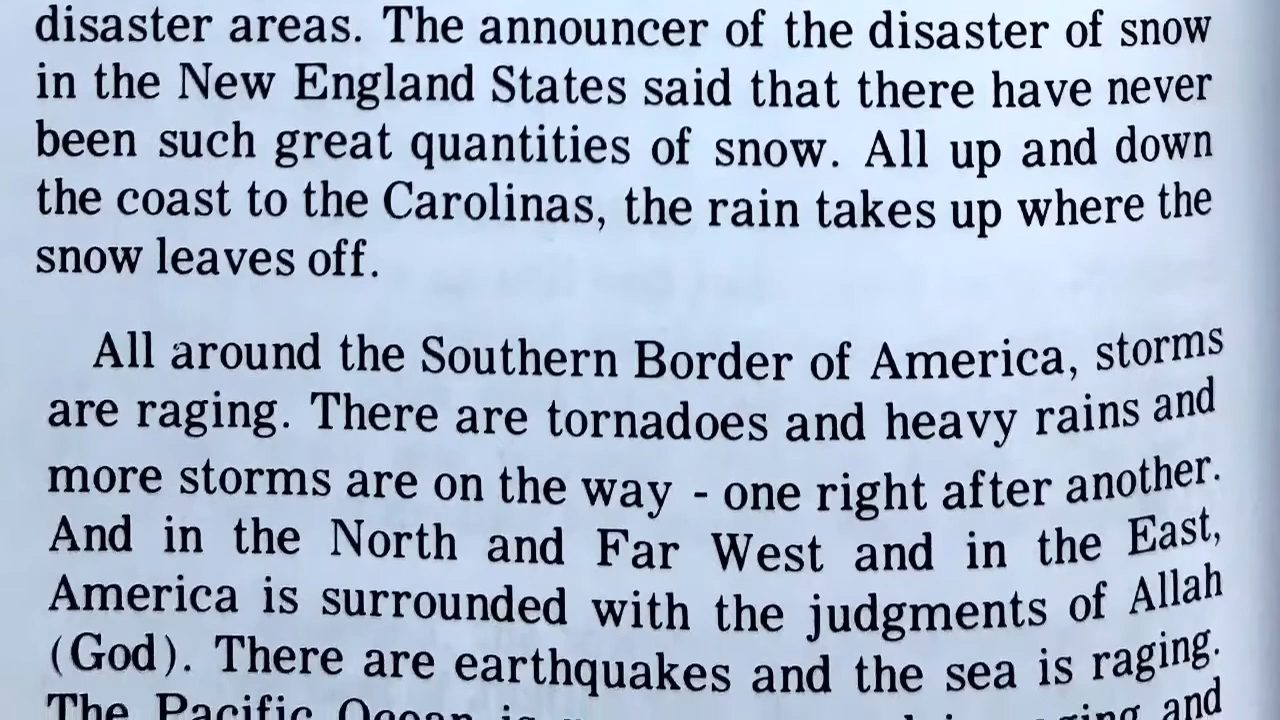 disaster areas. The announcer of the disaster of snow
in the New England States said that there have never
been such great quantities of snow. All up and down
the coast to the Carolinas, the rain takes up where the
snow leaves off.
All around the Southern Border of America, storms
are raging. There are tornadoes and heavy rains and
more storms are on the way - one right after another.
And in the North and Far West and in the East,
America is surrounded with the judgments of Allah
(God). There are earthquakes and the sea is raging.
The Pacific Ocean is and